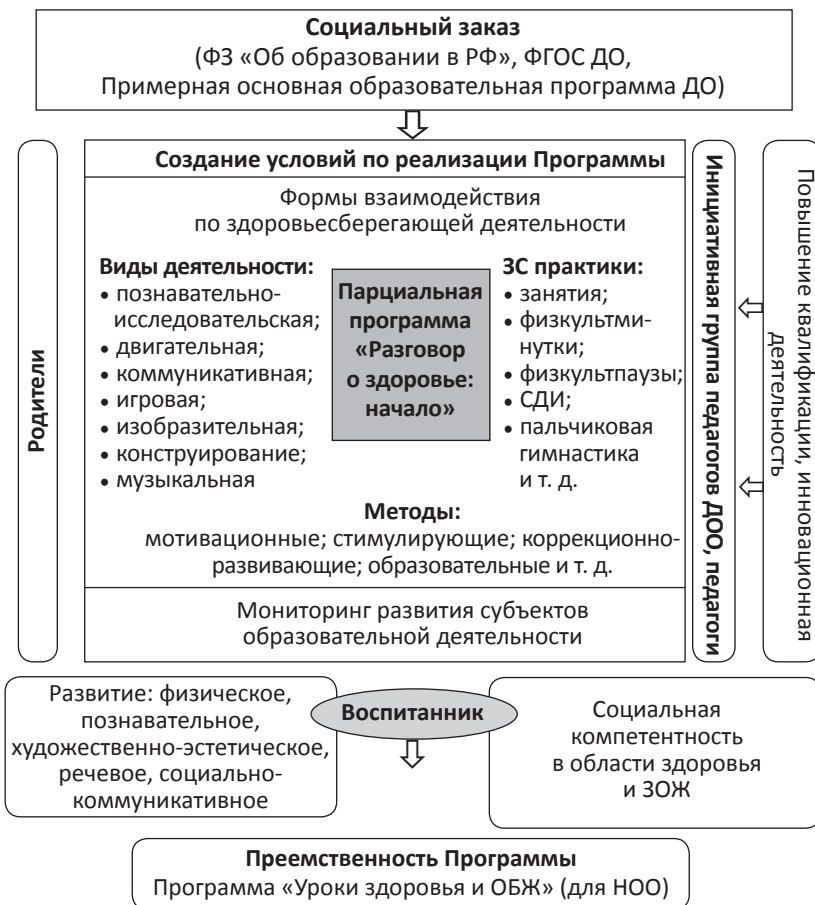 Социальный заказ
(ФЗ «Об образовании в РФ», ФГОС ДО,
Примерная основная образовательная программа ДО)
Родители
Создание условий по реализации Программы
Формы взаимодействия
по здоровьесберегающей деятельности
Виды деятельности:
• познавательно-
исследовательская;
• двигательная;
• коммуникативная;
• игровая;
• изобразительная;
• конструирование;
• музыкальная
Парциальная
программа
«Разговор
о здоровье:
начало»
ЗС практики:
• занятия;
• физкультми-
нутки;
• физкультпаузы;
• СДИ;
• пальчиковая
гимнастика
и т. д.
Методы:
мотивационные; стимулирующие; коррекционно-
развивающие; образовательные и т. д.
Мониторинг развития субъектов
образовательной деятельности
Инициативная группа педагогов ДОО, педагоги
Повышение квалификации, инновационная
деятельность
Развитие: физическое,
познавательное,
художественно-эстетическое,
речевое, социально-
коммуникативное
Воспитанник
Социальная
компетентность
в области здоровья
и ЗОЖ
Преемственность Программы
Программа «Уроки здоровья и ОБЖ» (для НОО)